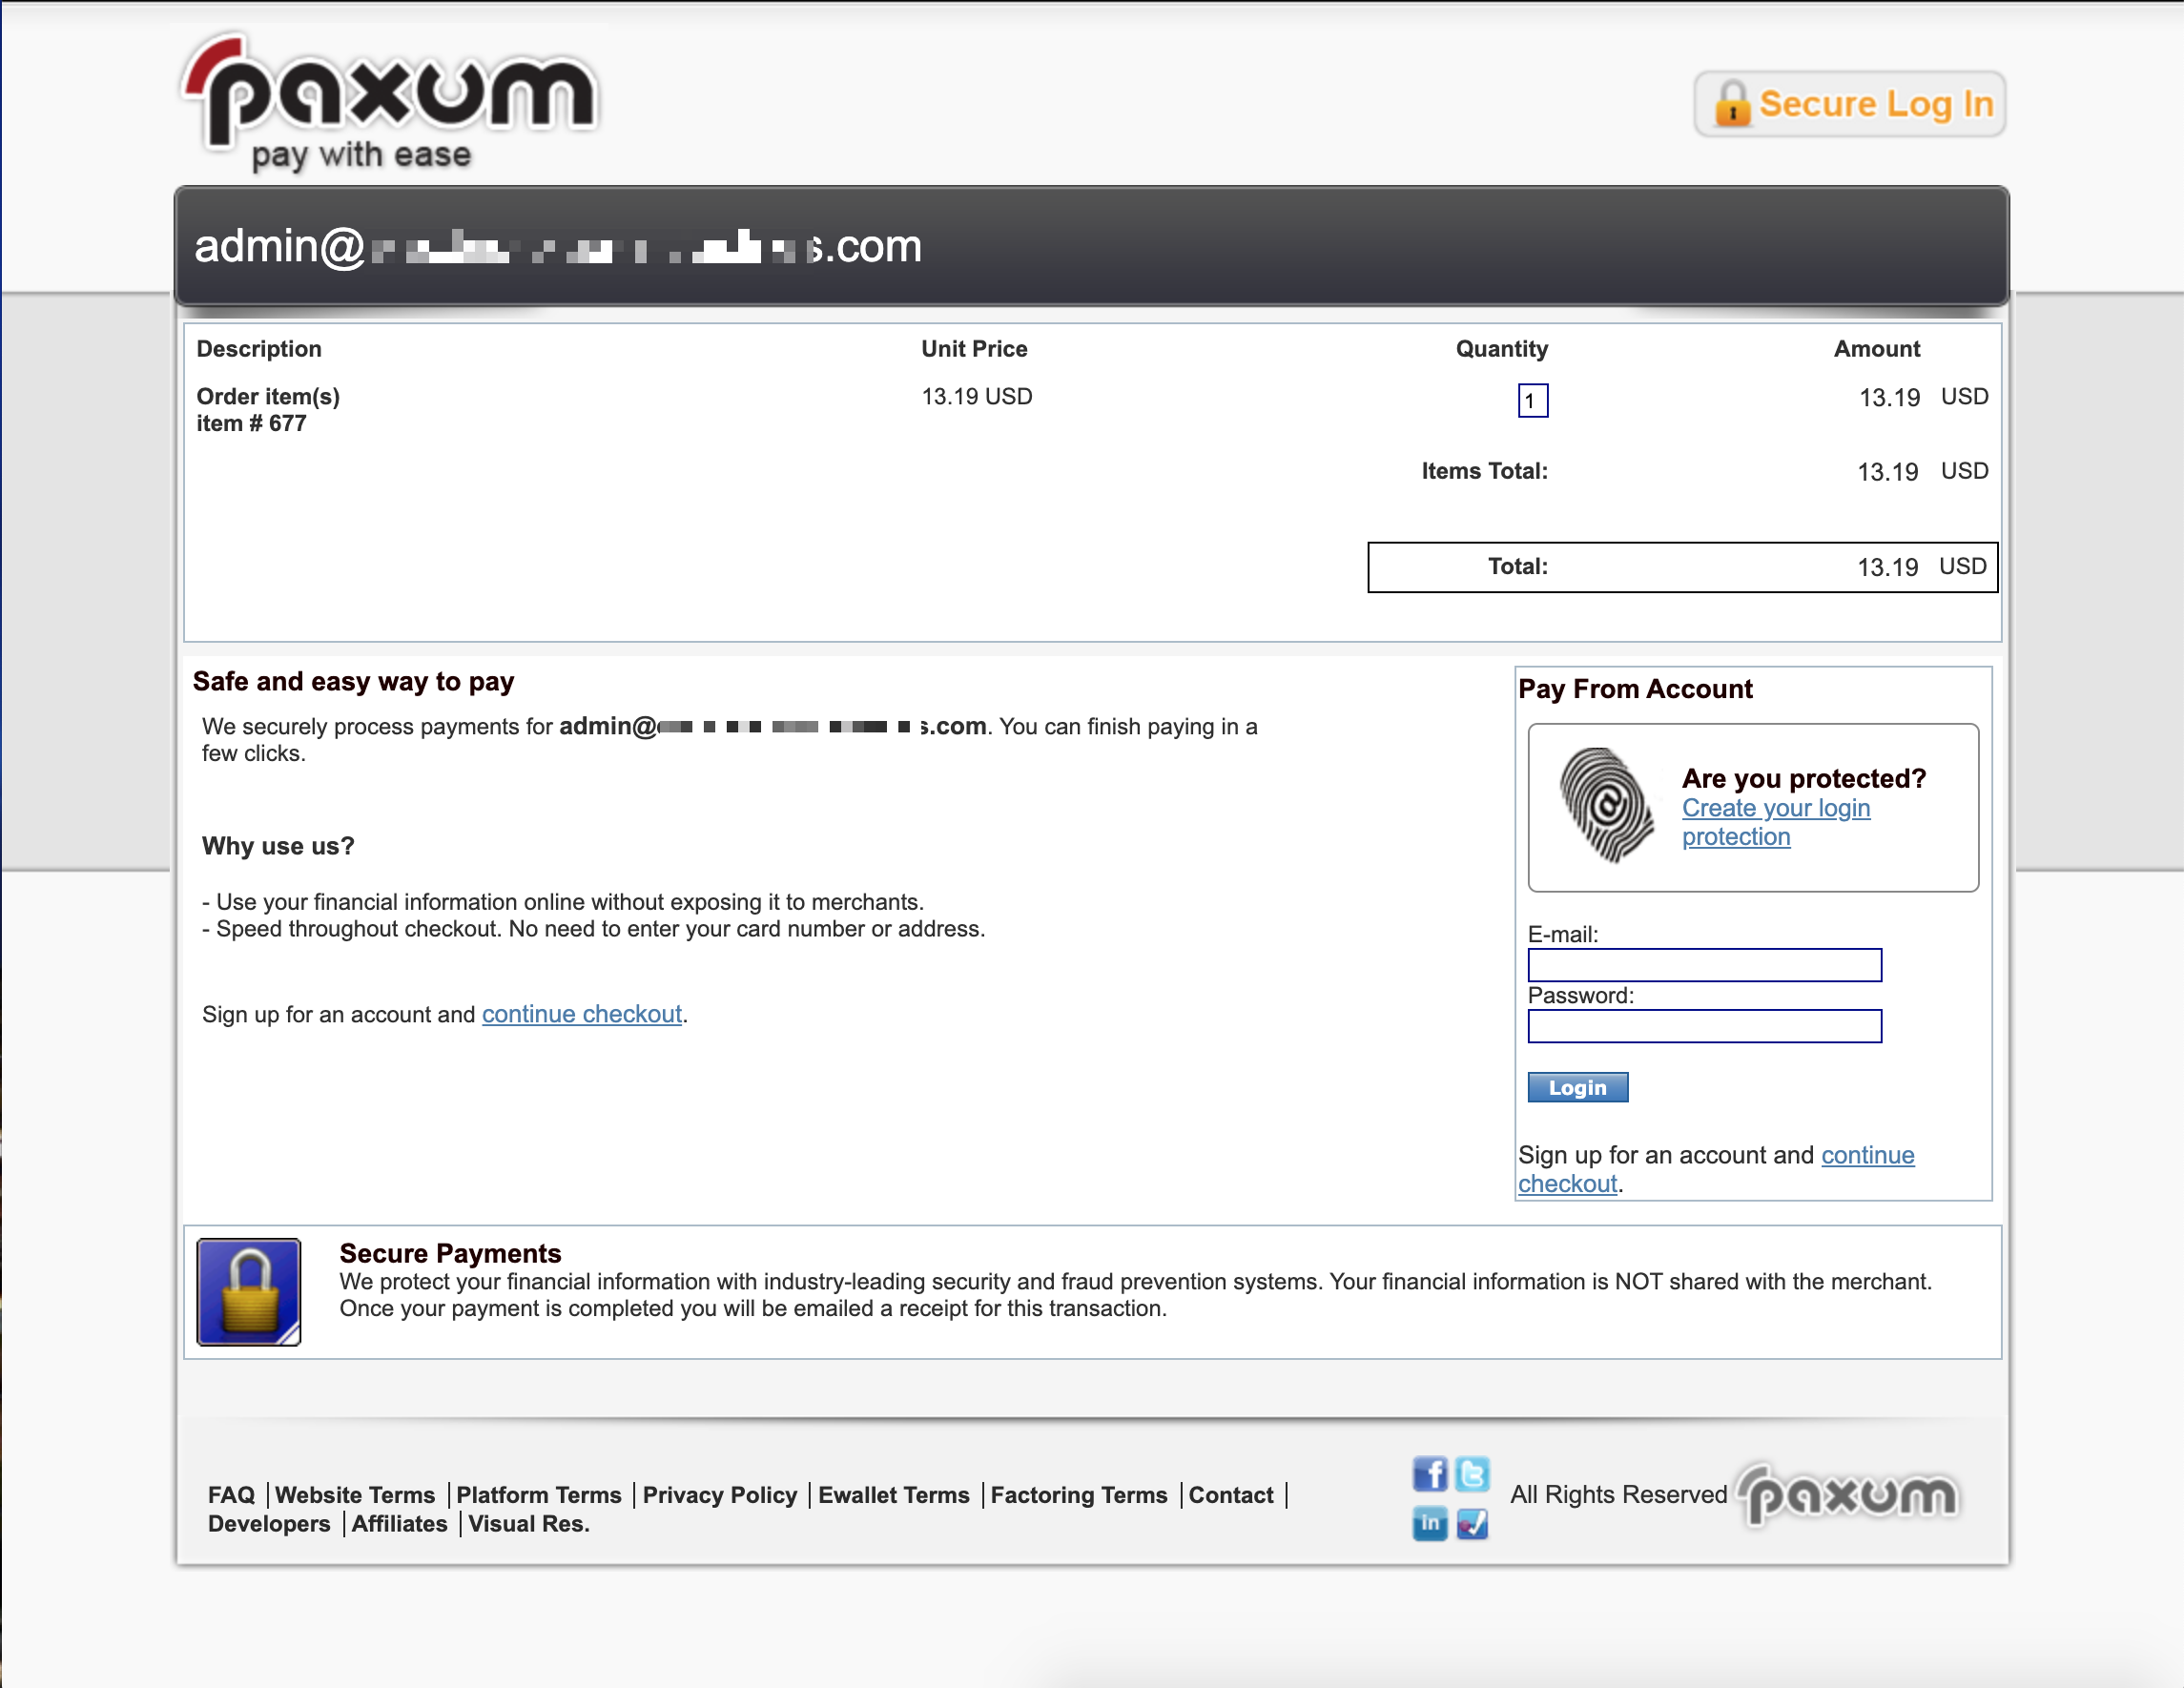 paxum
pay with ease
Secure Log In
admin@ s.com
Description Unit Price Quantity Amount
Order item(s) 13.19 USD 1 13.19 USD
item # 677
Items Total: 13.19 USD
Total: 13.19 USD
Safe and easy way to pay
We securely process payments for admin@ s.com. You can finish paying in a
few clicks.
Why use us?
- Use your financial information online without exposing it to merchants.
- Speed throughout checkout. No need to enter your card number or address.
Sign up for an account and continue checkout.
Pay From Account
Are you protected?
Create your login
protection
E-mail:
Password:
Login
Sign up for an account and continue
checkout.
Secure Payments
We protect your financial information with industry-leading security and fraud prevention systems. Your financial information is NOT shared with the merchant.
Once your payment is completed you will be emailed a receipt for this transaction.
FAQ | Website Terms | Platform Terms | Privacy Policy | Ewallet Terms | Factoring Terms | Contact |
Developers | Affiliates | Visual Res.
All Rights Reserved paxum